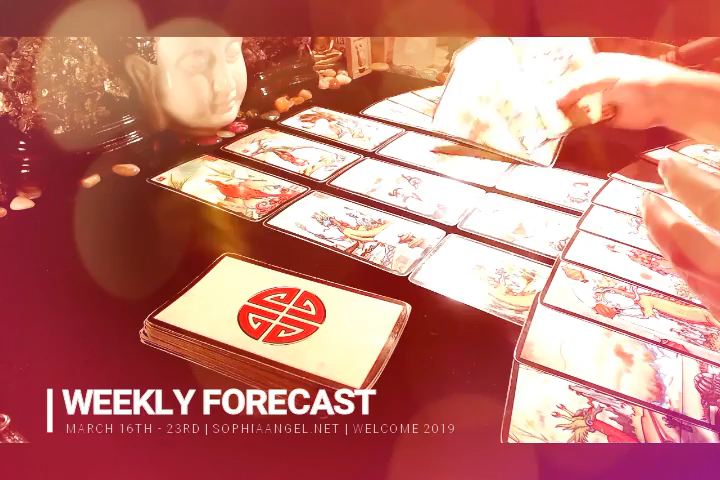 WEEKLY FORECAST
MARCH 16TH - 23RD | SOPHIAANGEL.NET | WELCOME 2019